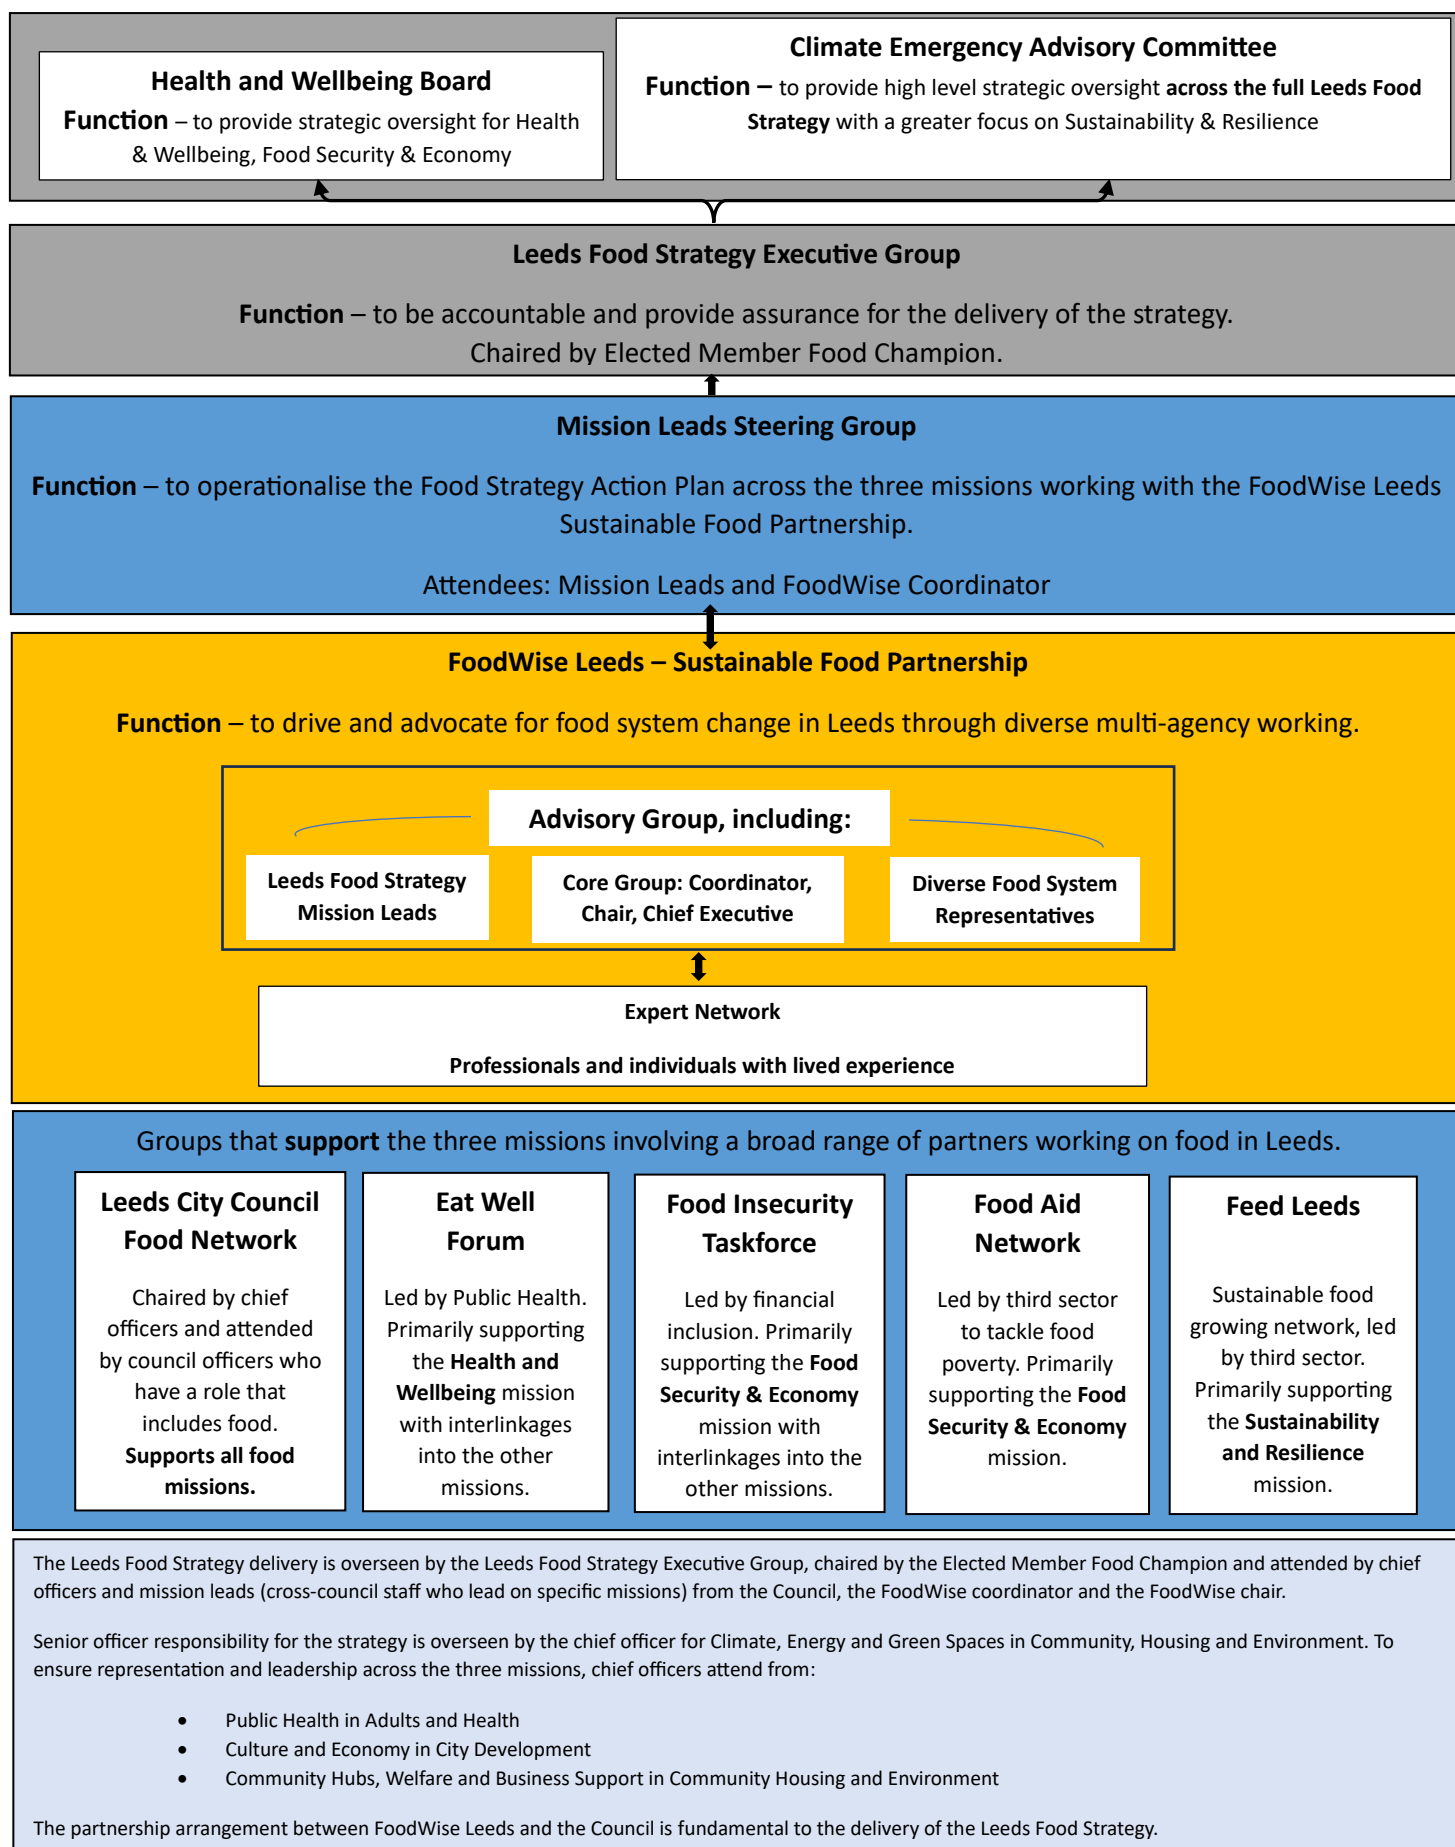 Health and Wellbeing Board
Function – to provide strategic oversight for Health
& Wellbeing, Food Security & Economy
Climate Emergency Advisory Committee
Function – to provide high level strategic oversight across the full Leeds Food
Strategy with a greater focus on Sustainability & Resilience
Leeds Food Strategy Executive Group
Function – to be accountable and provide assurance for the delivery of the strategy.
Chaired by Elected Member Food Champion.
Mission Leads Steering Group
Function – to operationalise the Food Strategy Action Plan across the three missions working with the FoodWise Leeds
Sustainable Food Partnership.
Attendees: Mission Leads and FoodWise Coordinator
FoodWise Leeds – Sustainable Food Partnership
Function – to drive and advocate for food system change in Leeds through diverse multi-agency working.
Advisory Group, including:
Leeds Food Strategy
Mission Leads
Core Group: Coordinator,
Chair, Chief Executive
Diverse Food System
Representatives
Expert Network
Professionals and individuals with lived experience
Groups that support the three missions involving a broad range of partners working on food in Leeds.
Leeds City Council
Food Network
Chaired by chief
officers and attended
by council officers who
have a role that
includes food.
Supports all food
missions.
Eat Well
Forum
Led by Public Health.
Primarily supporting
the Health and
Wellbeing mission
with interlinkages
into the other
missions.
Food Insecurity
Taskforce
Led by financial
inclusion. Primarily
supporting the Food
Security & Economy
mission with
interlinkages into the
other missions.
Food Aid
Network
Led by third sector
to tackle food
poverty. Primarily
supporting the Food
Security & Economy
mission.
Feed Leeds
Sustainable food
growing network, led
by third sector.
Primarily supporting
the Sustainability
and Resilience
mission.
The Leeds Food Strategy delivery is overseen by the Leeds Food Strategy Executive Group, chaired by the Elected Member Food Champion and attended by chief
officers and mission leads (cross-council staff who lead on specific missions) from the Council, the FoodWise coordinator and the FoodWise chair.
Senior officer responsibility for the strategy is overseen by the chief officer for Climate, Energy and Green Spaces in Community, Housing and Environment. To
ensure representation and leadership across the three missions, chief officers attend from:
• Public Health in Adults and Health
• Culture and Economy in City Development
• Community Hubs, Welfare and Business Support in Community Housing and Environment
The partnership arrangement between FoodWise Leeds and the Council is fundamental to the delivery of the Leeds Food Strategy.